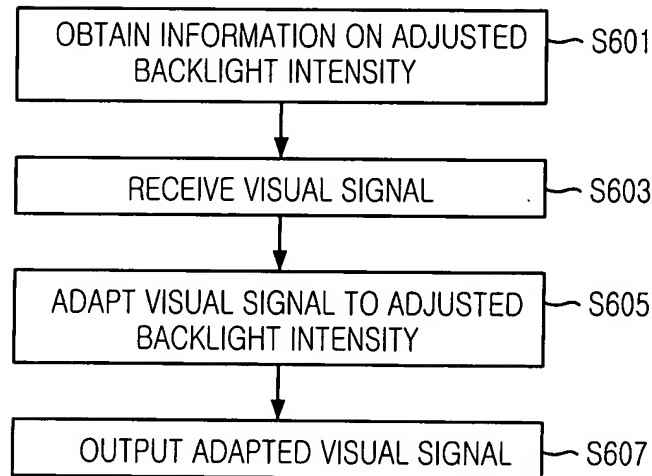 OBTAIN INFORMATION ON ADJUSTED S601
BACKLIGHT INTENSITY
RECEIVE VISUAL SIGNAL S603
ADAPT VISUAL SIGNAL TO ADJUSTED S605
BACKLIGHT INTENSITY
OUTPUT ADAPTED VISUAL SIGNAL S607